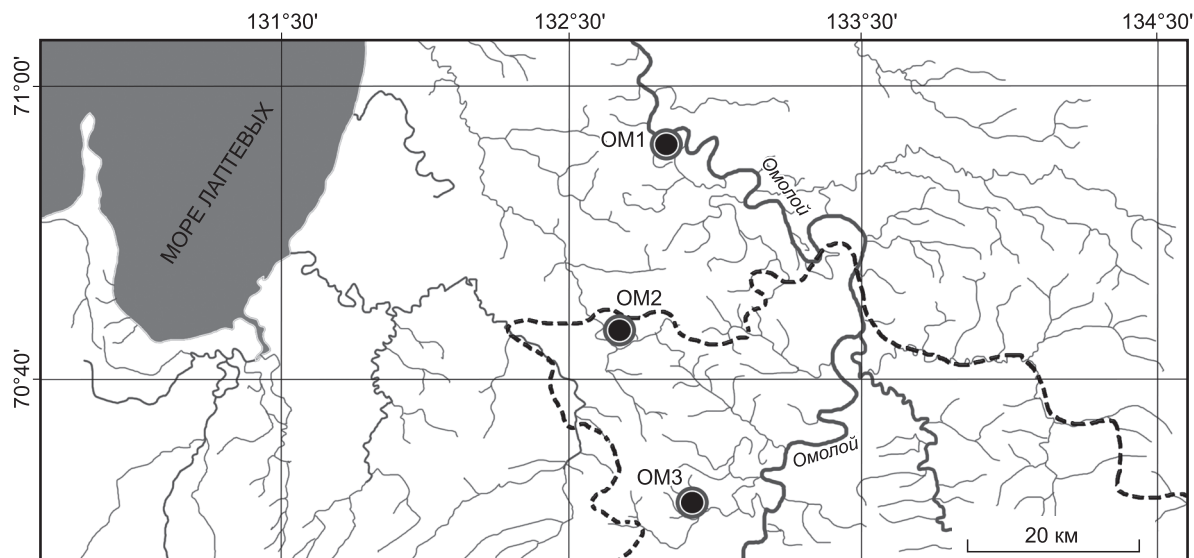 131°30'
132°30'
133°30'
134°30'
71°00'
МОРЕ ЛАПТЕВЫХ
ОМ1
Омолой
ОМ2
70°40'
Омолой
ОМ3
20 км